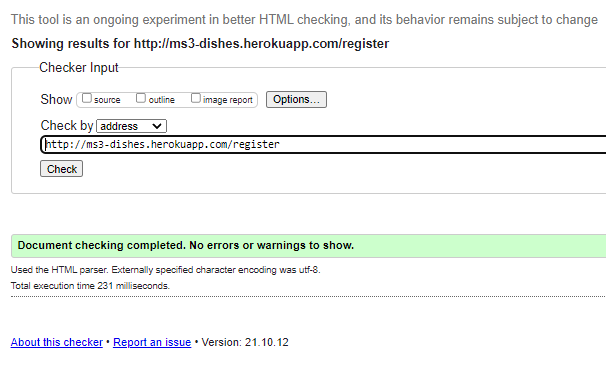 This tool is an ongoing experiment in better HTML checking, and its behavior remains subject to change
Showing results for http://ms3-dishes.herokuapp.com/register
Checker Input
Show source outline image report Options...
Check by address
http://ms3-dishes.herokuapp.com/register
Check
Document checking completed. No errors or warnings to show.
Used the HTML parser. Externally specified character encoding was utf-8.
Total execution time 231 milliseconds.
About this checker • Report an issue • Version: 21.10.12